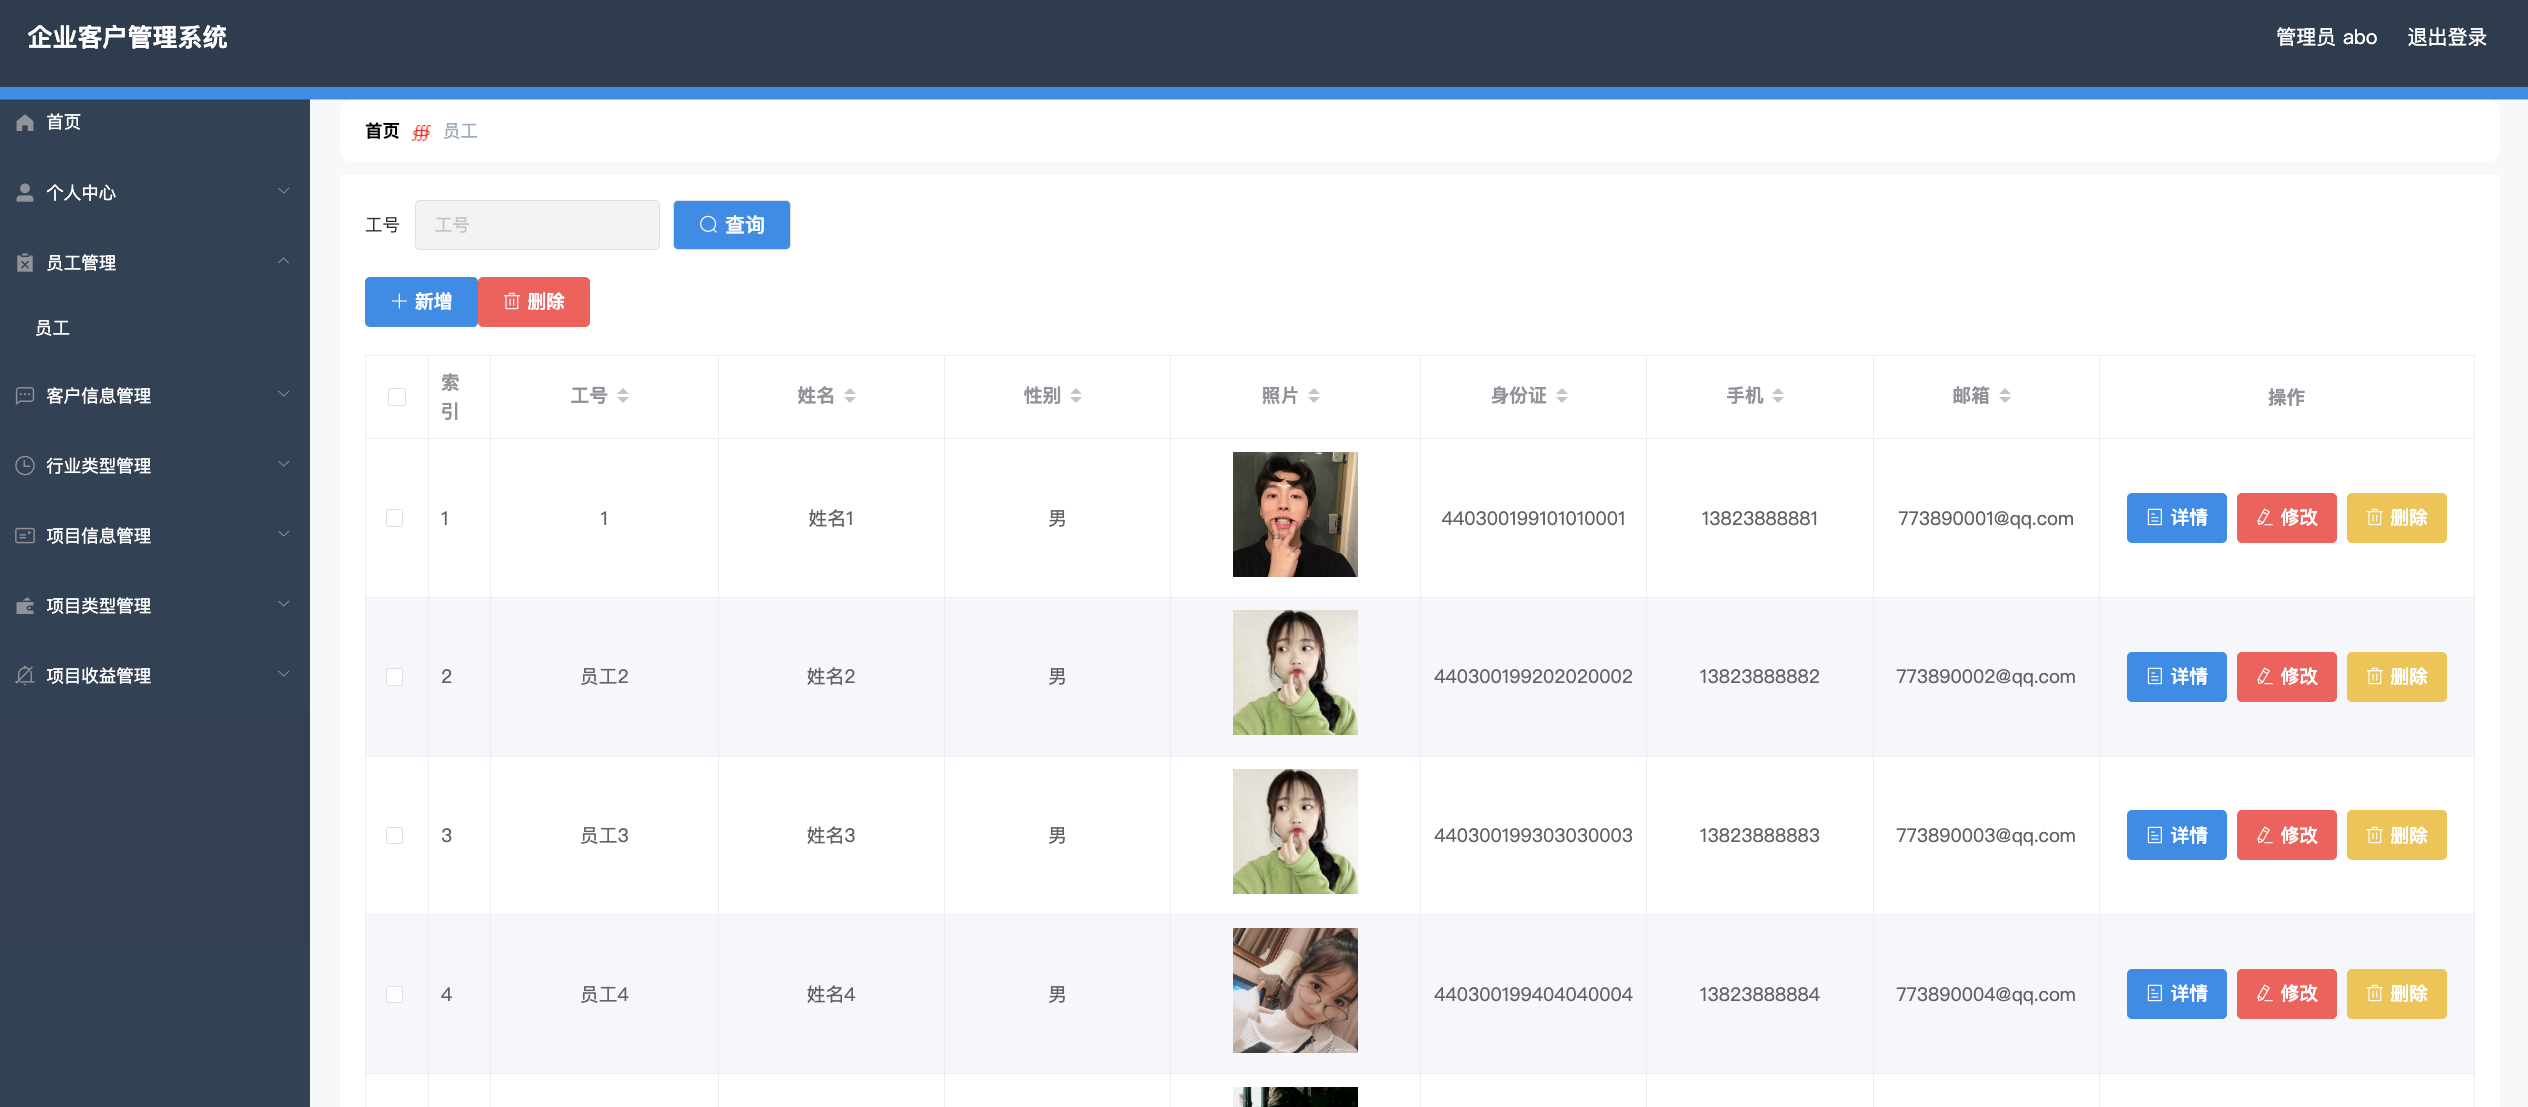 企业客户管理系统
管理员 abo 退出登录
首页
个人中心
员工管理
员工
客户信息管理
行业类型管理
项目信息管理
项目类型管理
项目收益管理
首页 ∰ 员工
工号 工号 查询
新增 删除
索引 工号 姓名 性别 照片 身份证 手机 邮箱 操作
1 1 姓名1 男 440300199101010001 13823888881 773890001@qq.com 详情 修改 删除
2 员工2 姓名2 男 440300199202020002 13823888882 773890002@qq.com 详情 修改 删除
3 员工3 姓名3 男 440300199303030003 13823888883 773890003@qq.com 详情 修改 删除
4 员工4 姓名4 男 440300199404040004 13823888884 773890004@qq.com 详情 修改 删除